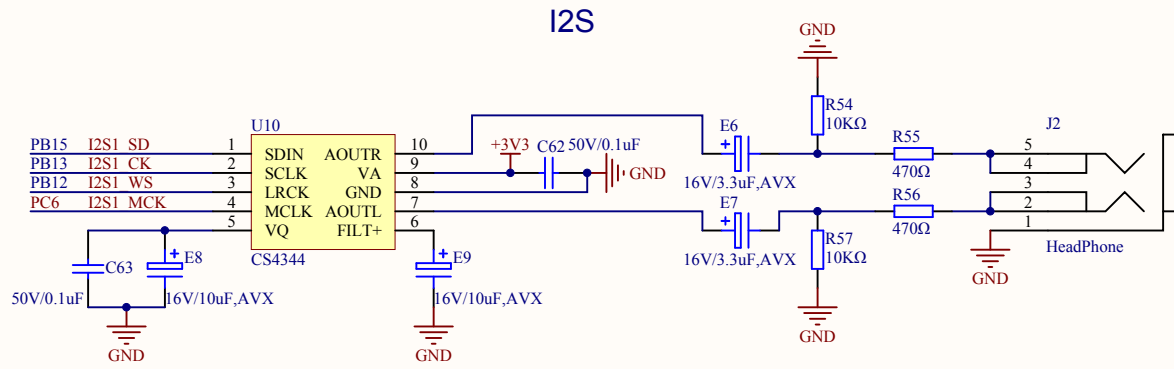 I2S
GND
PB15 I2S1_SD 1
PB13 I2S1_CK 2
PB12 I2S1_WS 3
PC6 I2S1_MCK 4
5
U10
SDIN AOUTR
SCLK VA
LRCK GND
MCLK AOUTL
VQ FILT+
CS4344
10
9
8
7
6
+3V3
C62 50V/0.1uF
GND
E6
+
16V/3.3uF,AVX
E7
+
16V/3.3uF,AVX
R54
10KΩ
R55
470Ω
R56
470Ω
R57
10KΩ
GND
J2
5
4
3
2
1
HeadPhone
GND
C63
50V/0.1uF
+
E8
16V/10uF,AVX
GND
+
E9
16V/10uF,AVX
GND